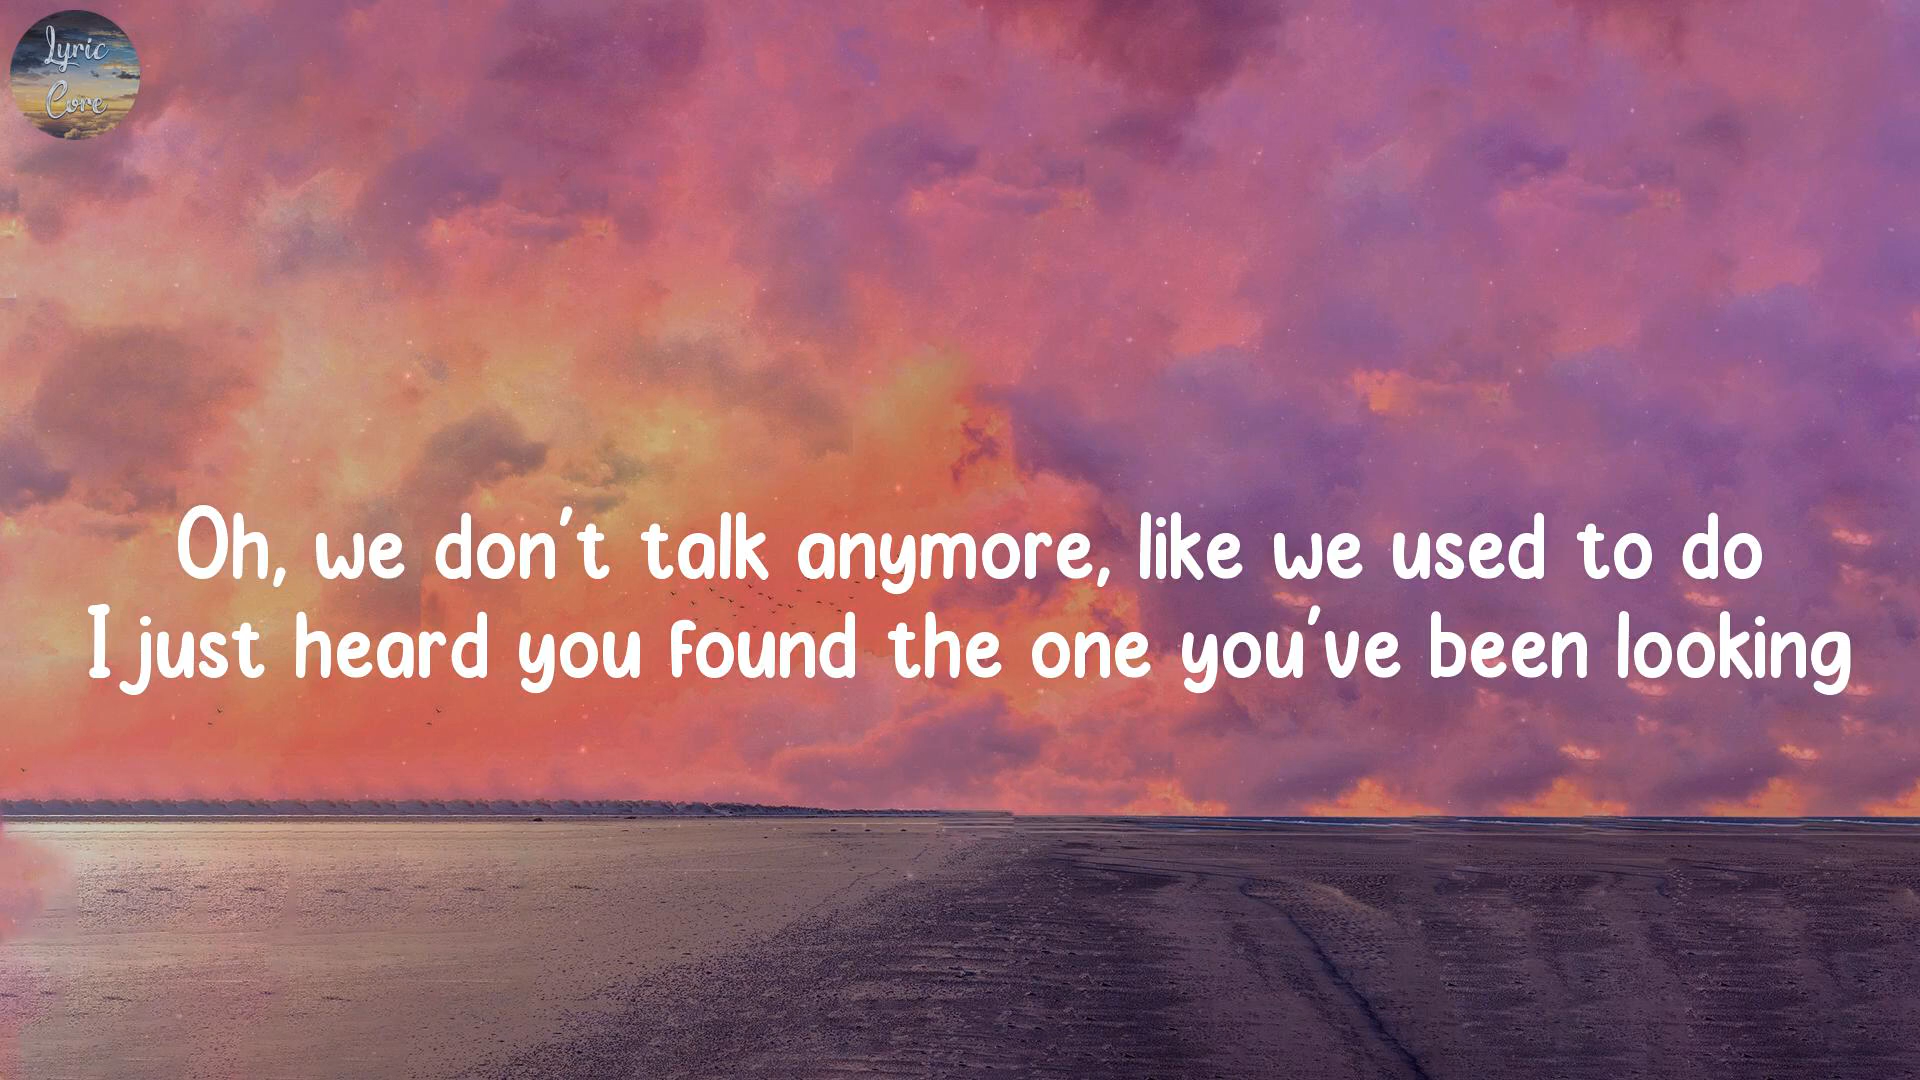 Lyric
Core
Oh, we don't talk anymore, like we used to do
I just heard you found the one you've been looking